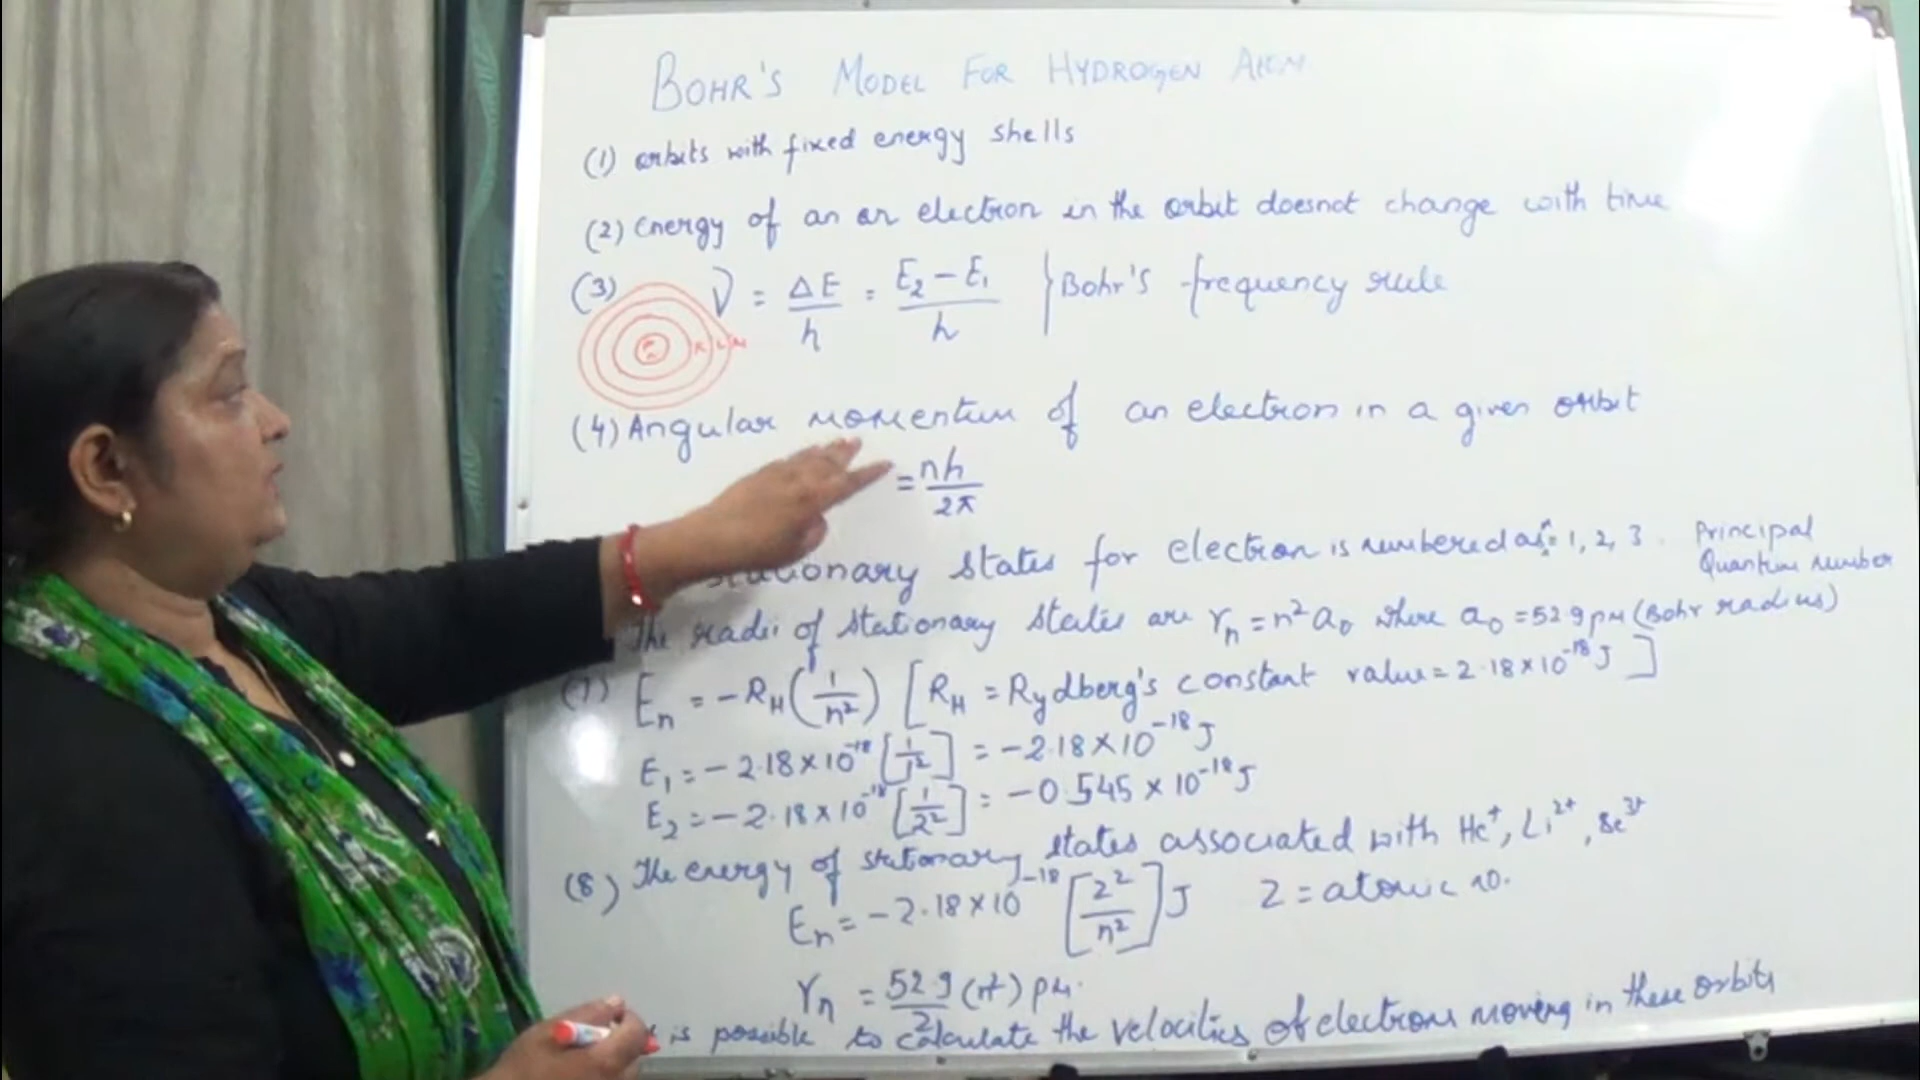 BOHR'S MODEL FOR HYDROGEN ATOM
(1) orbits with fixed energy shells
(2) energy of an an electron in the orbit doesnot change with time
(3) ν = ΔE/h = E₂ - E₁/h } Bohr's frequency rule
K L M
(4) Angular momentum of an electron in a given orbit
= nh/2π
stationary states for electron is numbered as n = 1, 2, 3. Principal Quantum number
The radii of stationary states are rₙ = n²a₀ where a₀ = 52.9 pm (Bohr radius)
(7) Eₙ = -R_H (1/n²) [R_H = Rydberg's constant value = 2.18×10⁻¹⁸ J]
E₁ = -2.18×10⁻¹⁸ [1/1²] = -2.18×10⁻¹⁸ J
E₂ = -2.18×10⁻¹⁸ [1/2²] = -0.545×10⁻¹⁸ J
(8) The energy of stationary states associated with He⁺, Li²⁺, Be³⁺
Eₙ = -2.18×10⁻¹⁸ [Z²/n²] J Z = atomic no.
rₙ = 52.9/Z (n²) pm.
is possible to calculate the velocities of electrons moving in these orbits